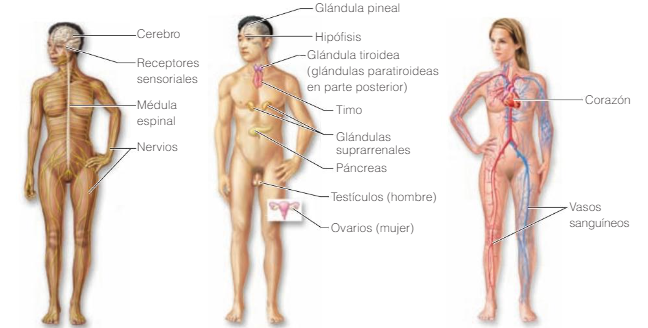 Cerebro
Receptores
sensoriales
Médula
espinal
Nervios
Glándula pineal
Hipófisis
Glándula tiroidea
(glándulas paratiroideas
en parte posterior)
Timo
Glándulas
suprarrenales
Páncreas
Testículos (hombre)
Ovarios (mujer)
Corazón
Vasos
sanguíneos